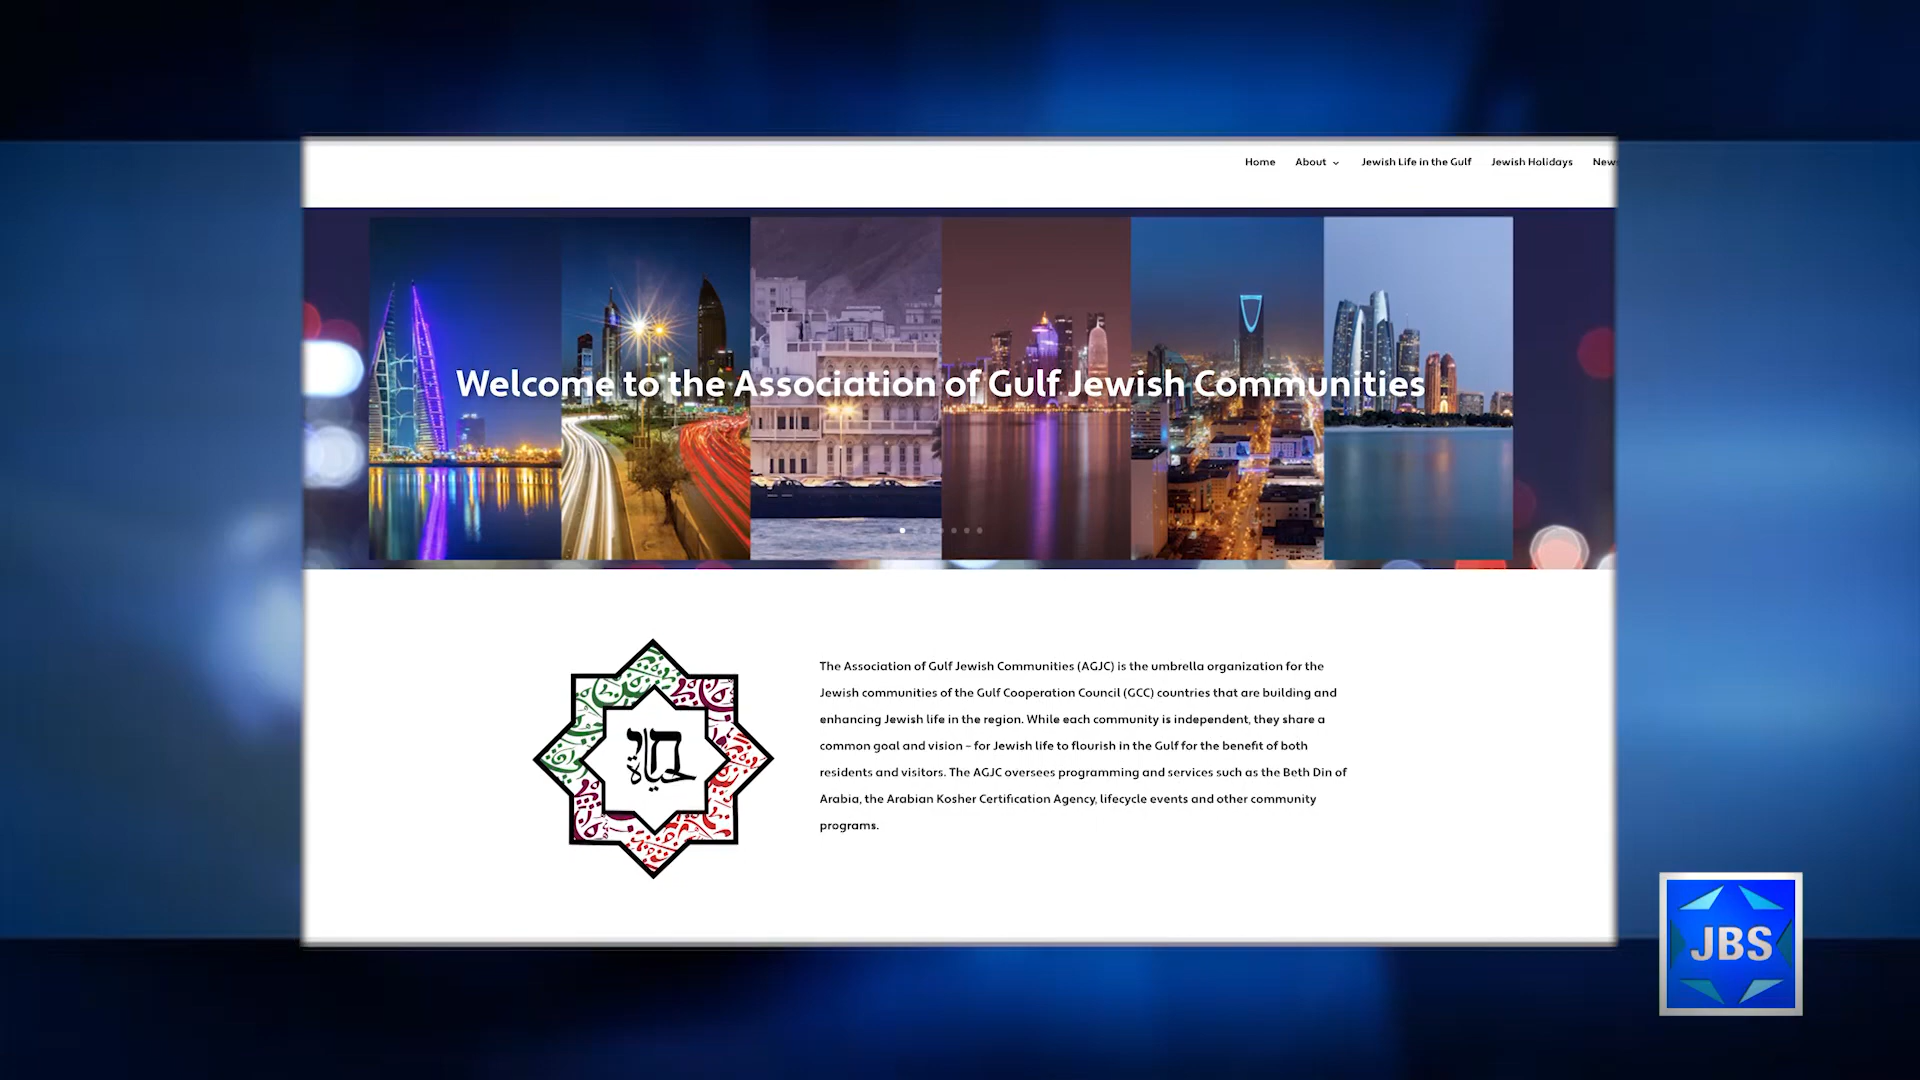 Home About Jewish Life in the Gulf Jewish Holidays News
Welcome to the Association of Gulf Jewish Communities
The Association of Gulf Jewish Communities (AGJC) is the umbrella organization for the
Jewish communities of the Gulf Cooperation Council (GCC) countries that are building and
enhancing Jewish life in the region. While each community is independent, they share a
common goal and vision – for Jewish life to flourish in the Gulf for the benefit of both
residents and visitors. The AGJC oversees programming and services such as the Beth Din of
Arabia, the Arabian Kosher Certification Agency, lifecycle events and other community
programs.
JBS